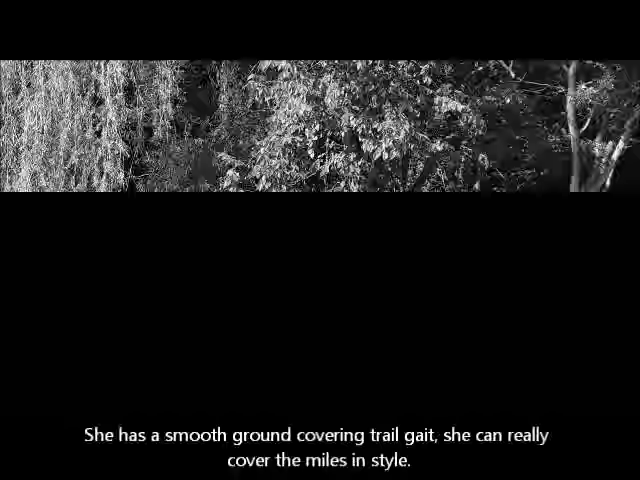 She has a smooth ground covering trail gait, she can really
cover the miles in style.